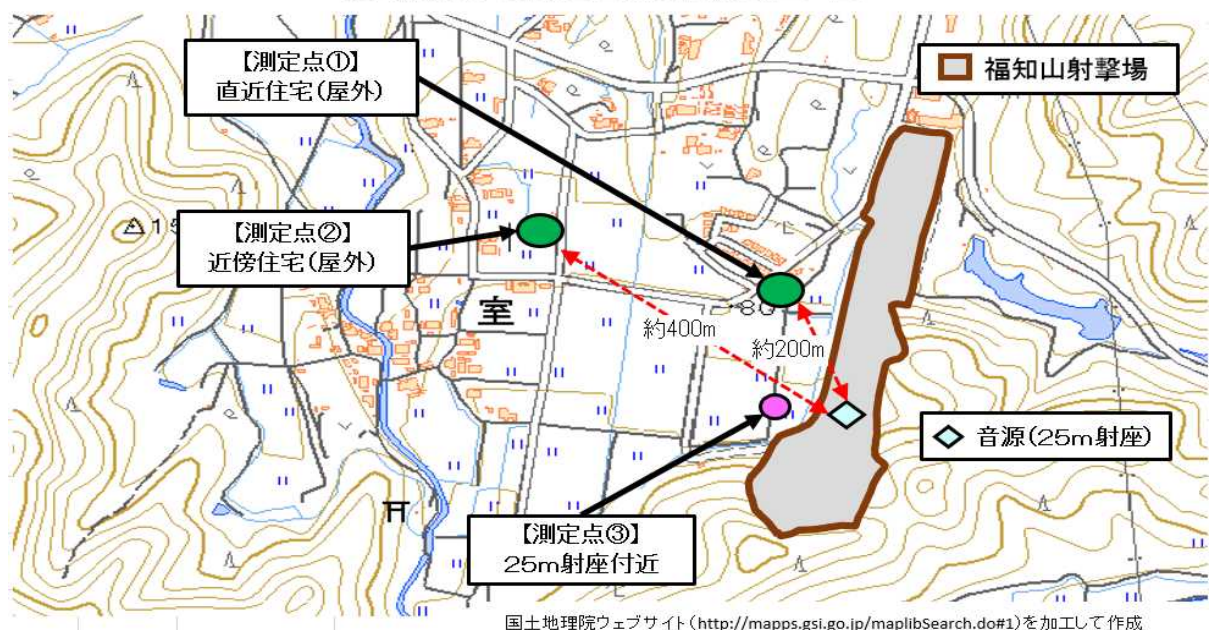 【測定点①】
直近住宅(屋外)
福知山射撃場
【測定点②】
近傍住宅(屋外)
室
約400m
約200m
音源(25m射座)
【測定点③】
25m射座付近
国土地理院ウェブサイト(http://mapps.gsi.go.jp/maplibSearch.do#1)を加工して作成